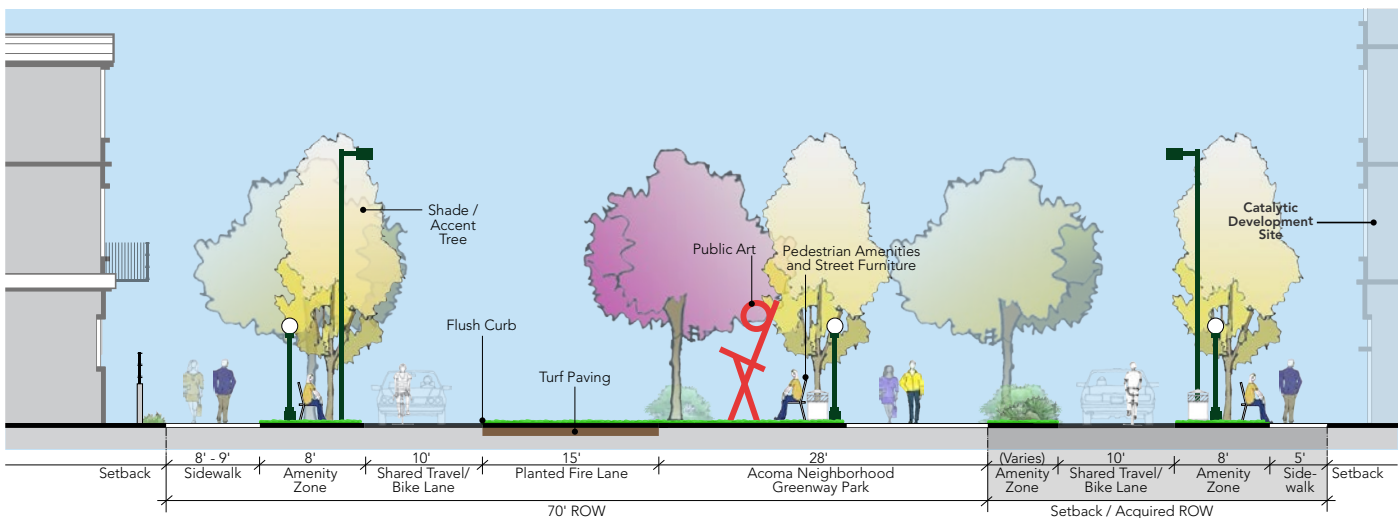 Shade /
Accent
Tree
Catalytic
Development
Site
Public Art
Pedestrian Amenities
and Street Furniture
Flush Curb
Turf Paving
8' - 9'
8'
10'
15'
28'
(Varies)
10'
8'
5'
Setback
Sidewalk
Amenity
Zone
Shared Travel/
Bike Lane
Planted Fire Lane
Acoma Neighborhood
Greenway Park
Amenity
Zone
Shared Travel/
Bike Lane
Amenity
Zone
Side-
walk
Setback
70' ROW
Setback / Acquired ROW